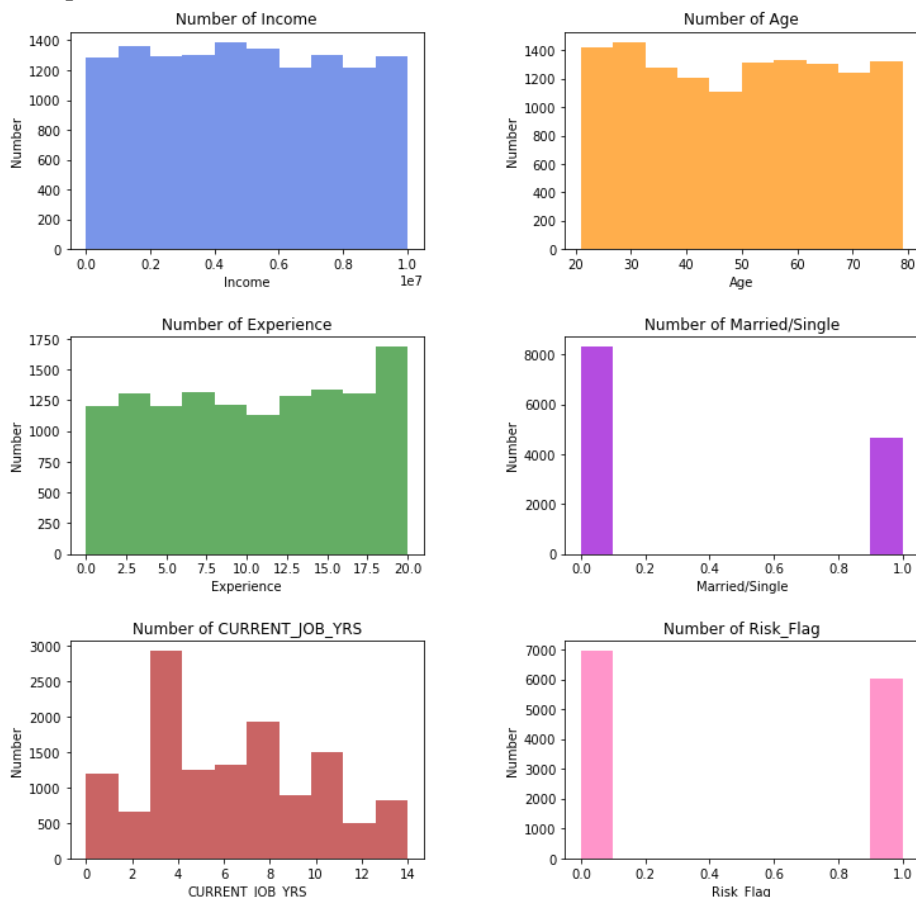 Number of Income
Number
1400
1200
1000
800
600
400
200
0
0.0 0.2 0.4 0.6 0.8 1.0
1e7
Income
Number of Age
Number
1400
1200
1000
800
600
400
200
0
20 30 40 50 60 70 80
Age
Number of Experience
Number
1750
1500
1250
1000
750
500
250
0
0.0 2.5 5.0 7.5 10.0 12.5 15.0 17.5 20.0
Experience
Number of Married/Single
Number
8000
6000
4000
2000
0
0.0 0.2 0.4 0.6 0.8 1.0
Married/Single
Number of CURRENT_JOB_YRS
Number
3000
2500
2000
1500
1000
500
0
0 2 4 6 8 10 12 14
CURRENT_JOB_YRS
Number of Risk_Flag
Number
7000
6000
5000
4000
3000
2000
1000
0
0.0 0.2 0.4 0.6 0.8 1.0
Risk_Flag